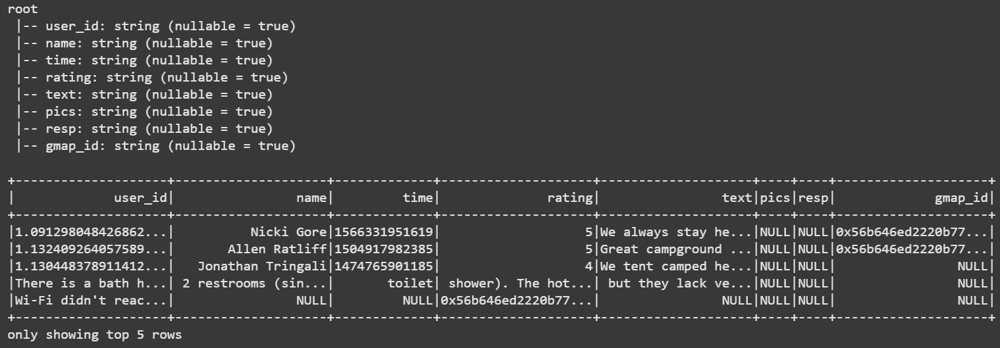 root
 |-- user_id: string (nullable = true)
 |-- name: string (nullable = true)
 |-- time: string (nullable = true)
 |-- rating: string (nullable = true)
 |-- text: string (nullable = true)
 |-- pics: string (nullable = true)
 |-- resp: string (nullable = true)
 |-- gmap_id: string (nullable = true)

+--------------------+--------------------+-------------+--------------------+--------------------+----+----+--------------------+
|             user_id|                name|         time|              rating|                text|pics|resp|             gmap_id|
+--------------------+--------------------+-------------+--------------------+--------------------+----+----+--------------------+
|1.091298048426862...|          Nicki Gore|1566331951619|                   5|We always stay he...|NULL|NULL|0x56b646ed2220b77...|
|1.132409264057589...|       Allen Ratliff|1504917982385|                   5|Great campground ...|NULL|NULL|0x56b646ed2220b77...|
|1.130448378911412...|   Jonathan Tringali|1474765901185|                   4|We tent camped he...|NULL|NULL|                NULL|
|There is a bath h...| 2 restrooms (sin...|       toilet| shower). The hot...| but they lack ve...|NULL|NULL|                NULL|
|Wi-Fi didn't reac...|                NULL|         NULL|0x56b646ed2220b77...|                NULL|NULL|NULL|                NULL|
+--------------------+--------------------+-------------+--------------------+--------------------+----+----+--------------------+
only showing top 5 rows